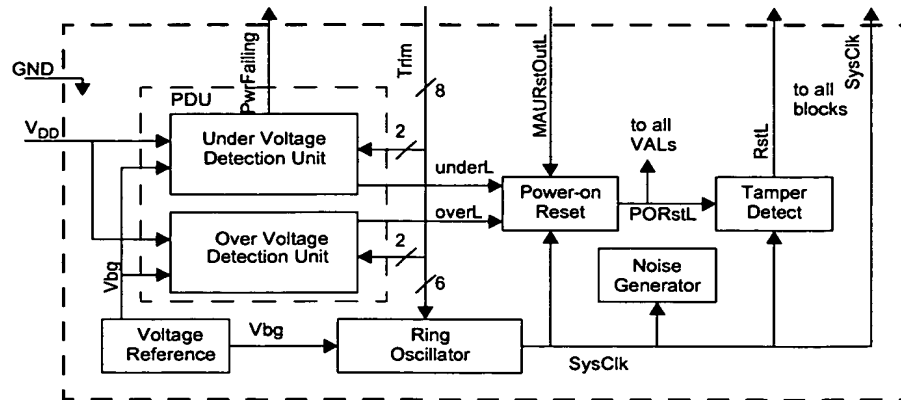 GND
V_DD
PDU
PwrFailing
Trim
8
MAURstOutL
RstL
to all
blocks
SysClk
Under Voltage
Detection Unit
2
underL
to all
VALs
Power-on
Reset
PORstL
Tamper
Detect
overL
Over Voltage
Detection Unit
2
Vbg
6
Noise
Generator
Voltage
Reference
Vbg
Ring
Oscillator
SysClk